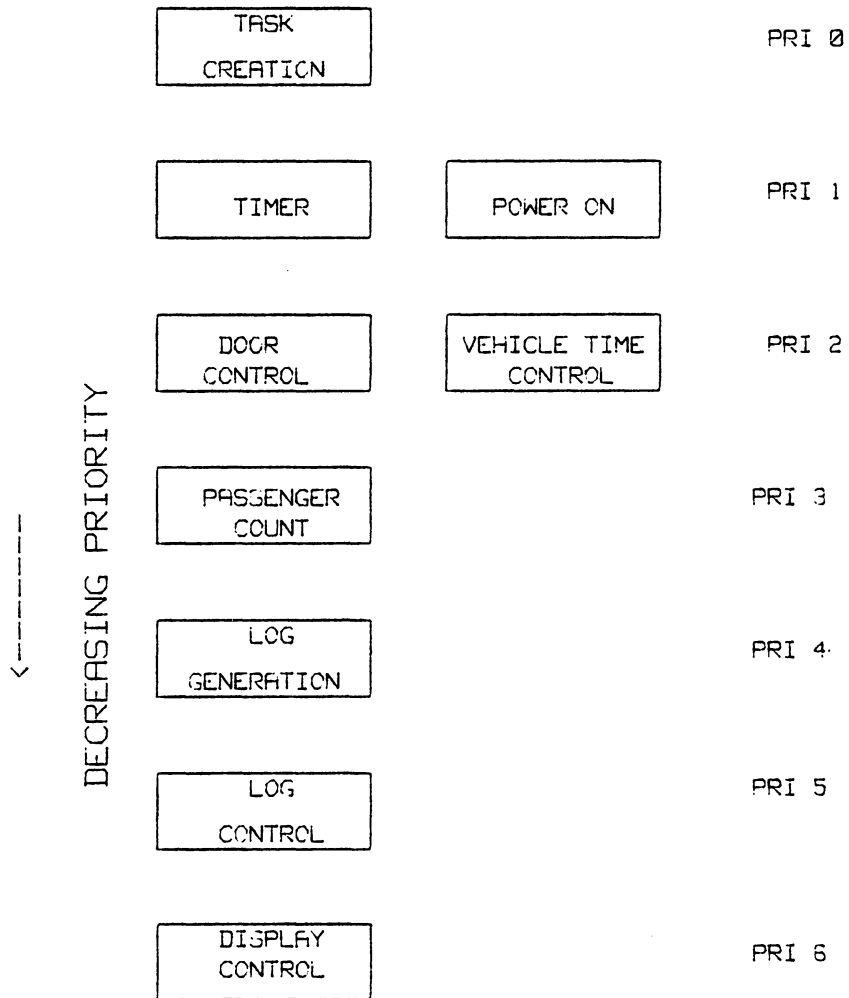 TASK
CREATION
PRI 0
TIMER
POWER ON
PRI 1
DOOR
CONTROL
VEHICLE TIME
CONTROL
PRI 2
PASSENGER
COUNT
PRI 3
LOG
GENERATION
PRI 4
LOG
CONTROL
PRI 5
DISPLAY
CONTROL
PRI 6
DECREASING PRIORITY